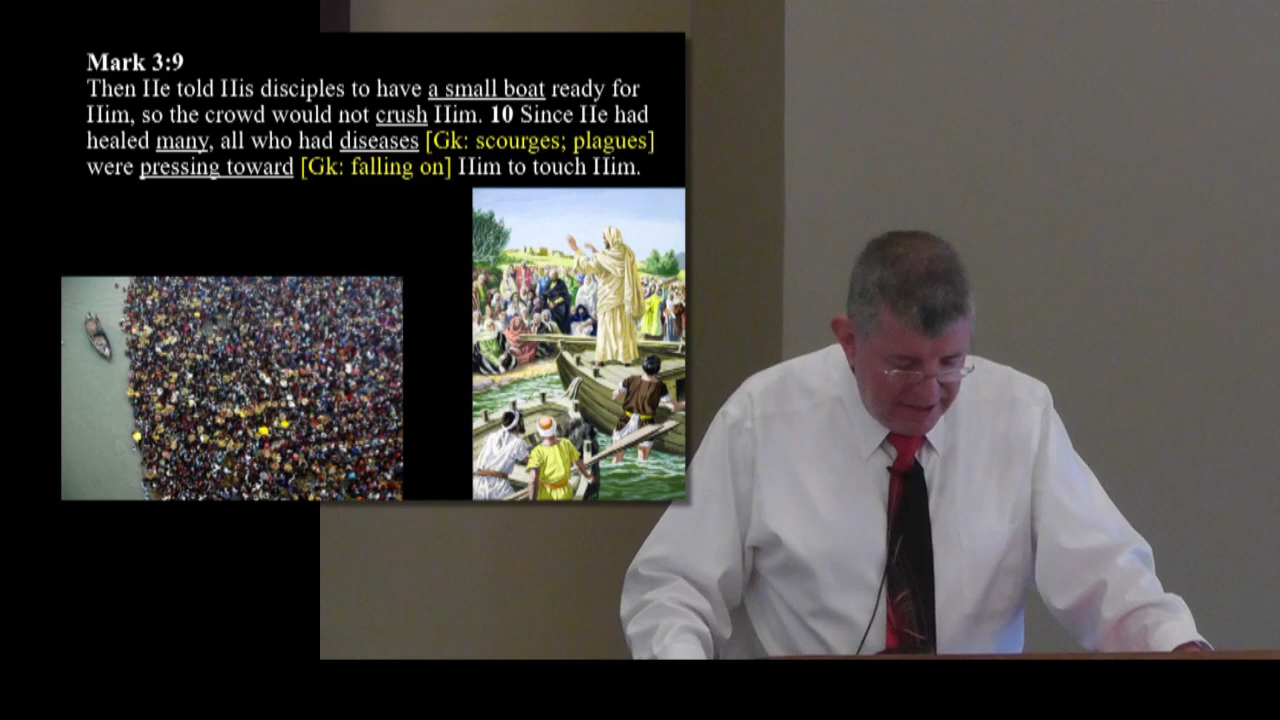 Mark 3:9
Then He told His disciples to have a small boat ready for
Him, so the crowd would not crush Him. 10 Since He had
healed many, all who had diseases [Gk: scourges; plagues]
were pressing toward [Gk: falling on] Him to touch Him.